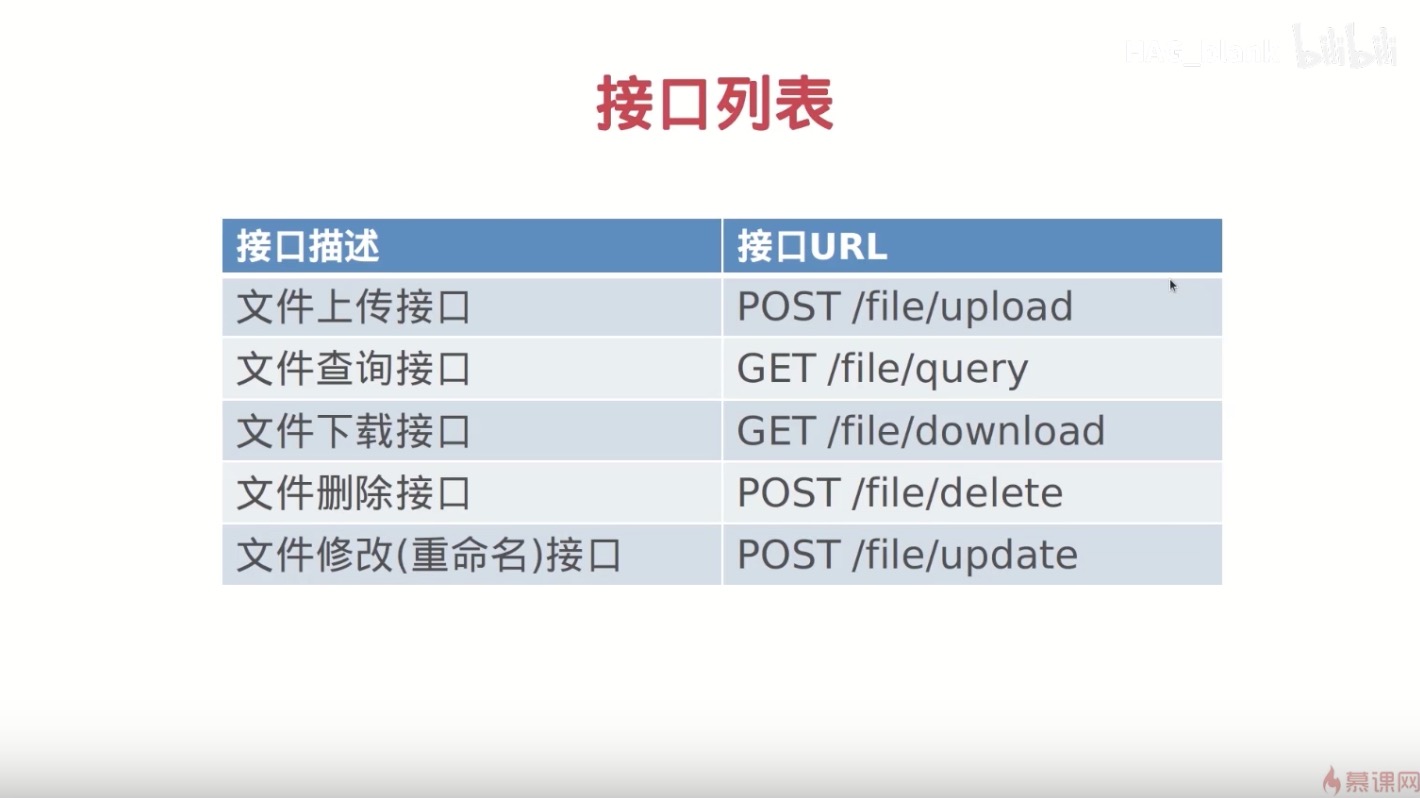 bilibili
接口列表
接口描述 接口URL
文件上传接口 POST /file/upload
文件查询接口 GET /file/query
文件下载接口 GET /file/download
文件删除接口 POST /file/delete
文件修改(重命名)接口 POST /file/update
慕课网